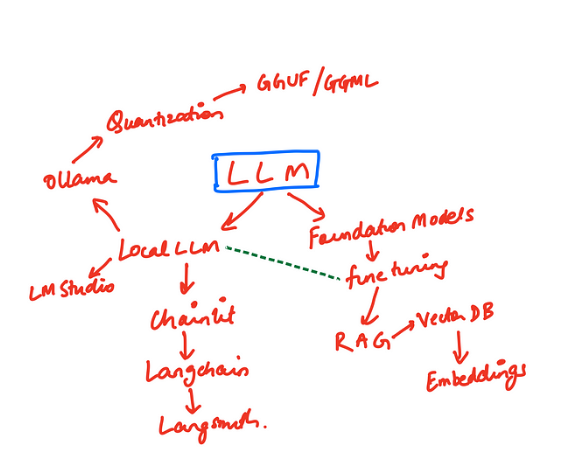 GGUF/GGML
Quantization
LLM
Ollama
Foundation Models
Local LLM
fine tuning
LM Studio
Chainlit
Vector DB
RAG
Langchain
Embeddings
Langsmith.